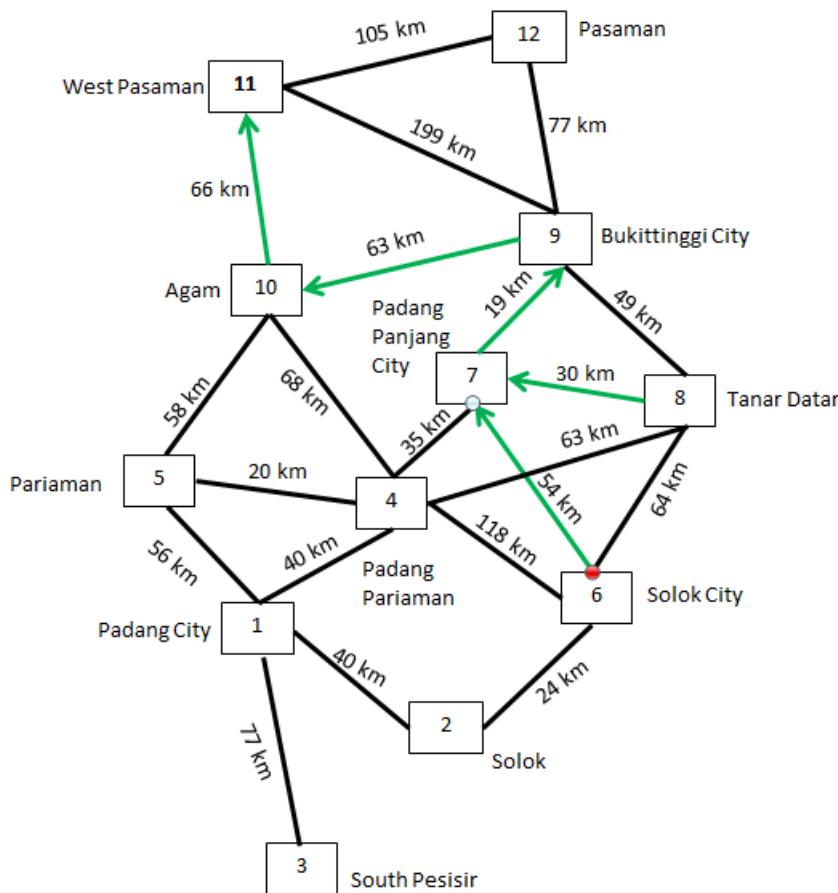 105 km
12
Pasaman
West Pasaman
11
199 km
77 km
66 km
63 km
9
Bukittinggi City
Agam
10
19 km
49 km
Padang
Panjang
City
7
30 km
8
Tanar Datar
58 km
68 km
35 km
63 km
Pariaman
5
20 km
4
54 km
64 km
118 km
56 km
40 km
Padang
Pariaman
6
Solok City
Padang City
1
40 km
24 km
2
Solok
77 km
3
South Pesisir